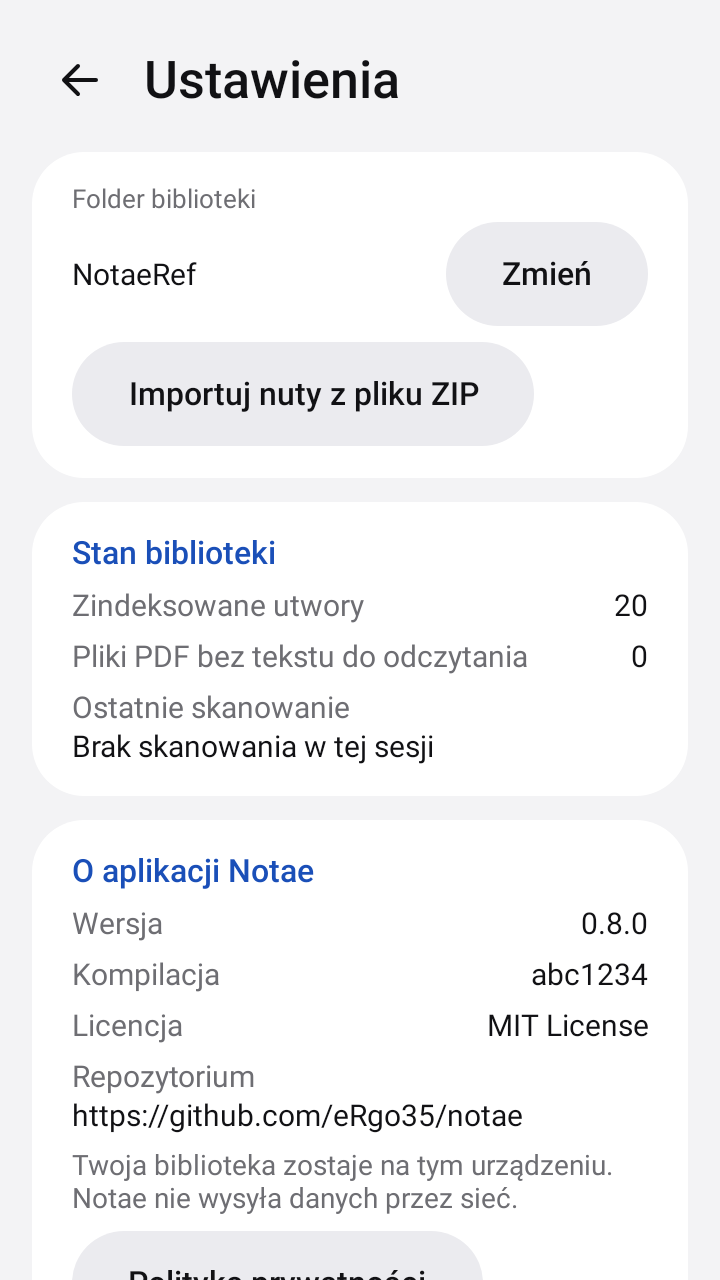 Ustawienia
Folder biblioteki
NotaeRef
Zmień
Importuj nuty z pliku ZIP
Stan biblioteki
Zindeksowane utwory 20
Pliki PDF bez tekstu do odczytania 0
Ostatnie skanowanie
Brak skanowania w tej sesji
O aplikacji Notae
Wersja 0.8.0
Kompilacja abc1234
Licencja MIT License
Repozytorium
https://github.com/eRgo35/notae
Twoja biblioteka zostaje na tym urządzeniu.
Notae nie wysyła danych przez sieć.
Polityka prywatności